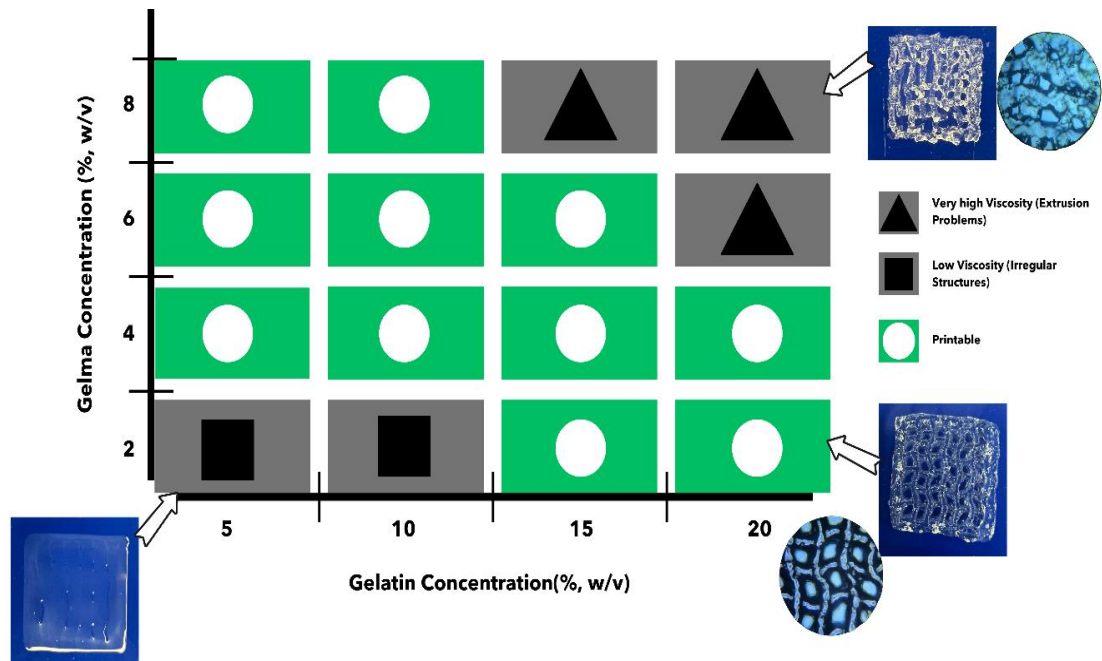 Gelma Concentration (%, w/v)
8
6
4
2
5 10 15 20
Gelatin Concentration(%, w/v)
Very high Viscosity (Extrusion
Problems)
Low Viscosity (Irregular
Structures)
Printable